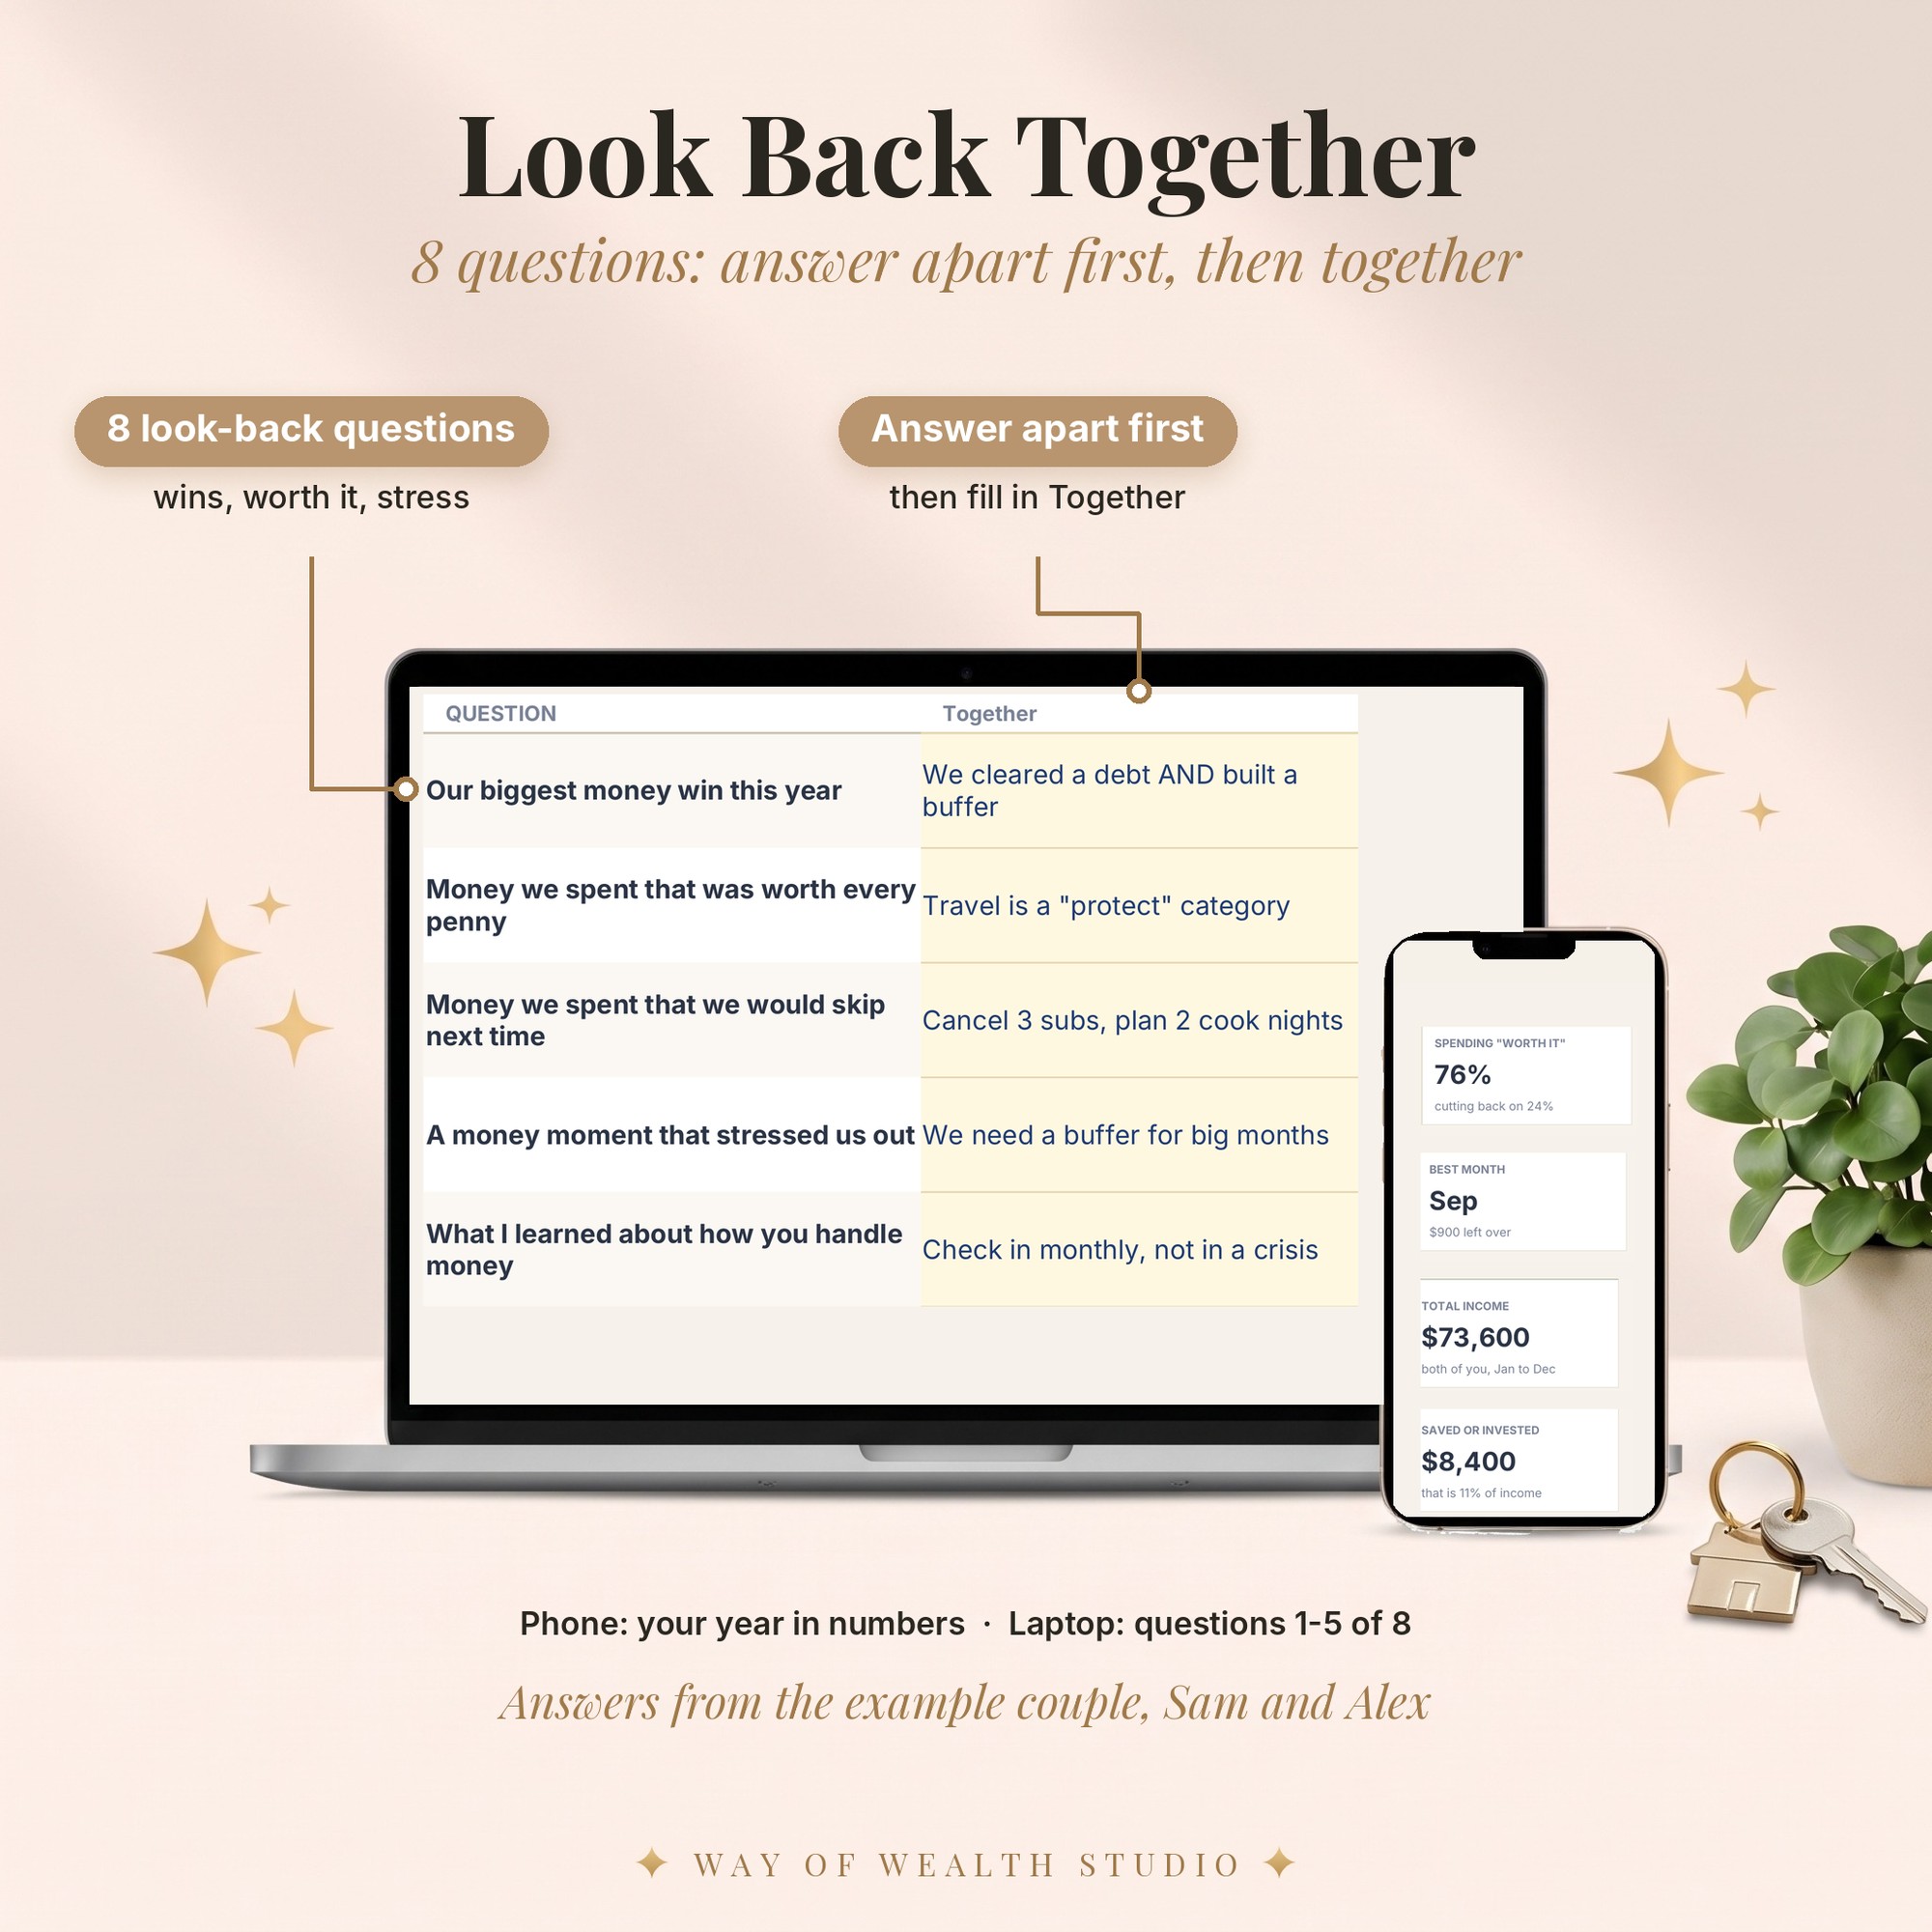 Look Back Together
8 questions: answer apart first, then together
8 look-back questions
wins, worth it, stress
Answer apart first
then fill in Together
QUESTION
Together
Our biggest money win this year
We cleared a debt AND built a
buffer
Money we spent that was worth every
penny
Travel is a "protect" category
Money we spent that we would skip
next time
Cancel 3 subs, plan 2 cook nights
A money moment that stressed us out
We need a buffer for big months
What I learned about how you handle
money
Check in monthly, not in a crisis
SPENDING "WORTH IT"
76%
cutting back on 24%
BEST MONTH
Sep
$900 left over
TOTAL INCOME
$73,600
both of you, Jan to Dec
SAVED OR INVESTED
$8,400
that is 11% of income
Phone: your year in numbers · Laptop: questions 1-5 of 8
Answers from the example couple, Sam and Alex
WAY OF WEALTH STUDIO